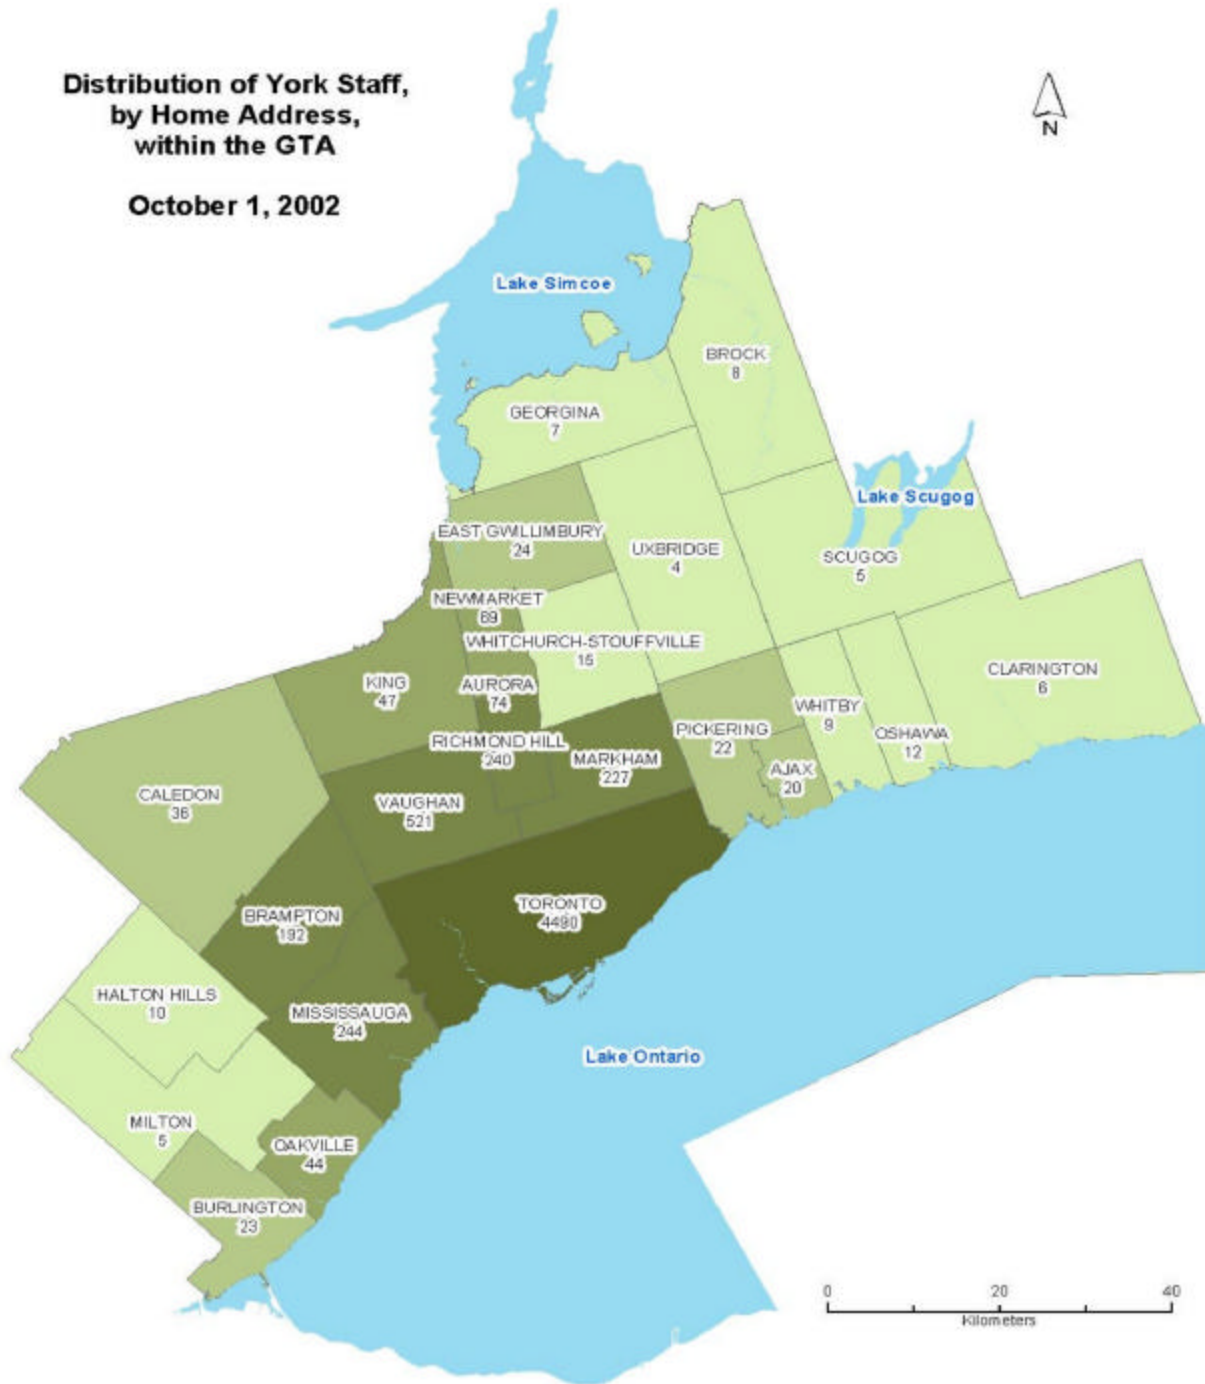 Distribution of York Staff,
by Home Address,
within the GTA
October 1, 2002
N
Lake Simcoe
BROCK
8
GEORGINA
7
Lake Scugog
EAST GWILLIMBURY
24
UXBRIDGE
4
SCUGOG
5
NEWMARKET
69
WHITCHURCH-STOUFFVILLE
15
CLARINGTON
6
KING
47
AURORA
74
WHITBY
9
PICKERING
22
OSHAWA
12
RICHMOND HILL
240
MARKHAM
227
AJAX
20
CALEDON
36
VAUGHAN
521
TORONTO
4490
BRAMPTON
192
HALTON HILLS
10
MISSISSAUGA
244
Lake Ontario
MILTON
5
OAKVILLE
44
BURLINGTON
23
0 20 40
Kilometers